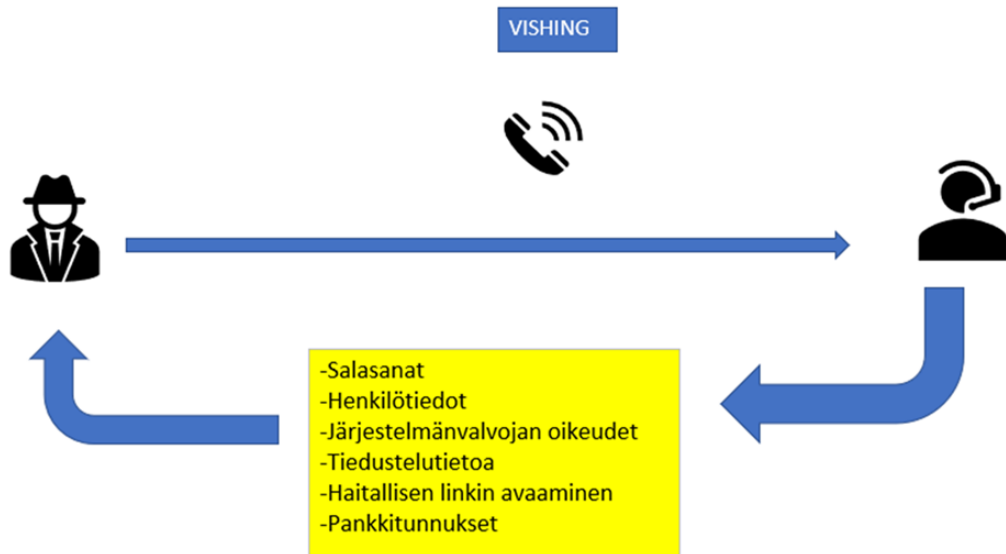 VISHING
-Salasanat
-Henkilötiedot
-Järjestelmänvalvojan oikeudet
-Tiedustelutietoa
-Haitallisen linkin avaaminen
-Pankkitunnukset